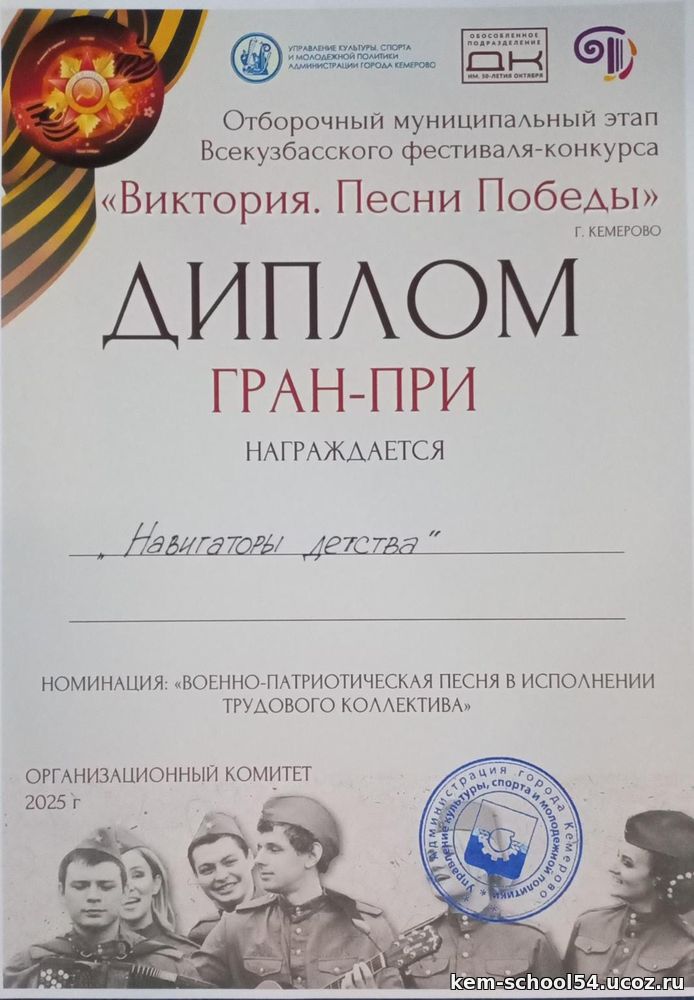 УПРАВЛЕНИЕ КУЛЬТУРЫ, СПОРТА
И МОЛОДЕЖНОЙ ПОЛИТИКИ
АДМИНИСТРАЦИИ ГОРОДА КЕМЕРОВО
ОБОСОБЛЕННОЕ
ПОДРАЗДЕЛЕНИЕ
ДК
ИМ. 50-ЛЕТИЯ ОКТЯБРЯ
Отборочный муниципальный этап
Всекузбасского фестиваля-конкурса
«Виктория. Песни Победы»
Г. КЕМЕРОВО
ДИПЛОМ
ГРАН-ПРИ
НАГРАЖДАЕТСЯ
„Навигаторы детства“
НОМИНАЦИЯ: «ВОЕННО-ПАТРИОТИЧЕСКАЯ ПЕСНЯ В ИСПОЛНЕНИИ
ТРУДОВОГО КОЛЛЕКТИВА»
ОРГАНИЗАЦИОННЫЙ КОМИТЕТ
2025 г
Администрация города Кемерово
Управление культуры, спорта и молодежной политики
kem-school54.ucoz.ru